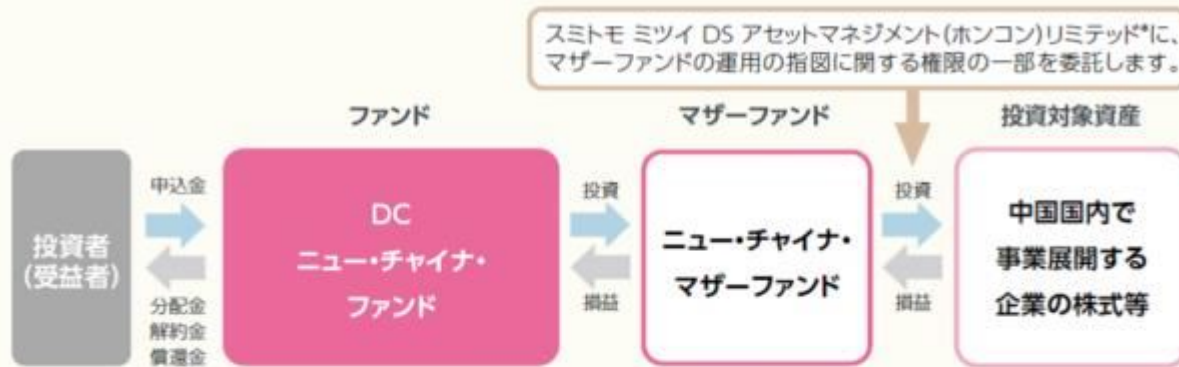 スミトモ ミツイ DS アセットマネジメント(ホンコン)リミテッド*に、
マザーファンドの運用の指図に関する権限の一部を委託します。
ファンド
マザーファンド
投資対象資産
投資者
(受益者)
申込金
分配金
解約金
償還金
DC
ニュー・チャイナ・
ファンド
投資
損益
ニュー・チャイナ・
マザーファンド
投資
損益
中国国内で
事業展開する
企業の株式等